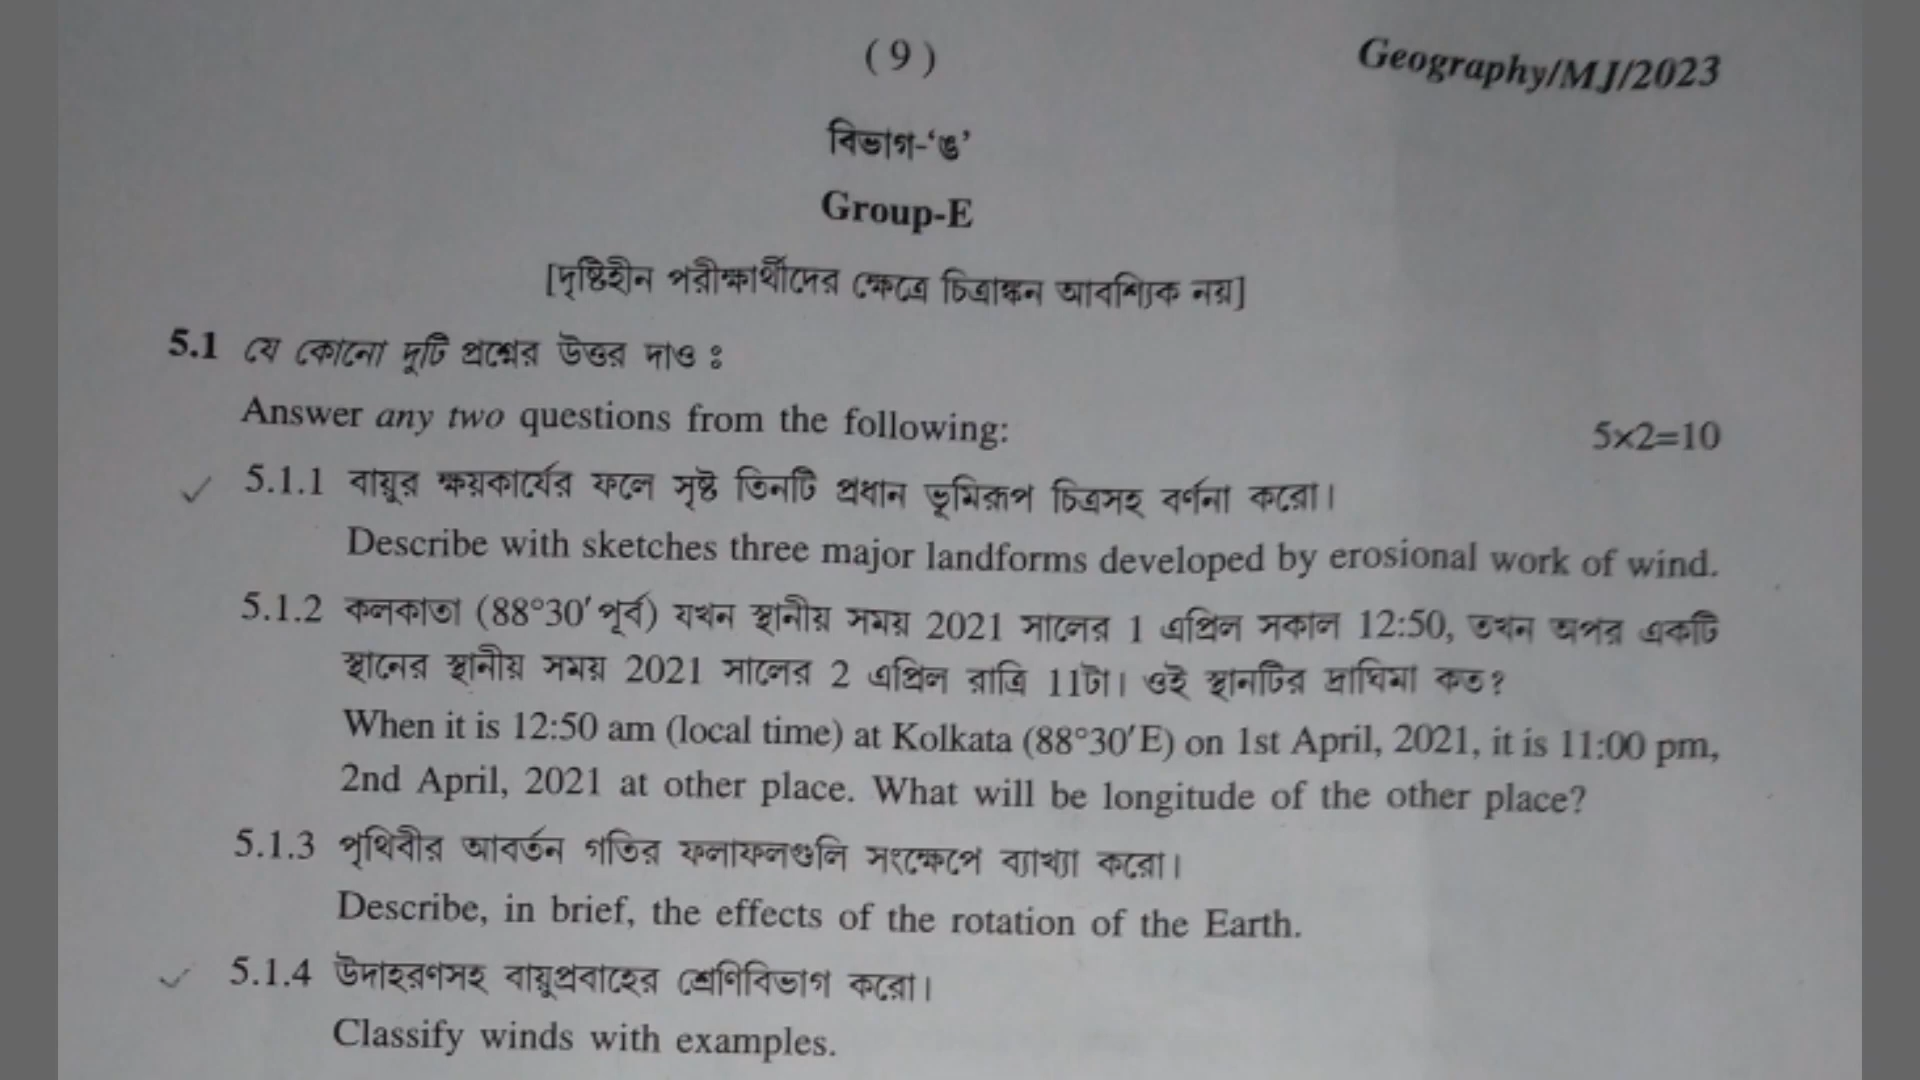 (9)
Geography/MJ/2023
বিভাগ-‘ঙ’
Group-E
[দৃষ্টিহীন পরীক্ষার্থীদের ক্ষেত্রে চিত্রাঙ্কন আবশ্যিক নয়]
5.1 যে কোনো দুটি প্রশ্নের উত্তর দাও ঃ
Answer any two questions from the following: 5×2=10
5.1.1 বায়ুর ক্ষয়কার্যের ফলে সৃষ্ট তিনটি প্রধান ভূমিরূপ চিত্রসহ বর্ণনা করো।
Describe with sketches three major landforms developed by erosional work of wind.
5.1.2 কলকাতা (88°30′ পূর্ব) যখন স্থানীয় সময় 2021 সালের 1 এপ্রিল সকাল 12:50, তখন অপর একটি
স্থানের স্থানীয় সময় 2021 সালের 2 এপ্রিল রাত্রি 11টা। ওই স্থানটির দ্রাঘিমা কত?
When it is 12:50 am (local time) at Kolkata (88°30′E) on 1st April, 2021, it is 11:00 pm,
2nd April, 2021 at other place. What will be longitude of the other place?
5.1.3 পৃথিবীর আবর্তন গতির ফলাফলগুলি সংক্ষেপে ব্যাখ্যা করো।
Describe, in brief, the effects of the rotation of the Earth.
5.1.4 উদাহরণসহ বায়ুপ্রবাহের শ্রেণিবিভাগ করো।
Classify winds with examples.